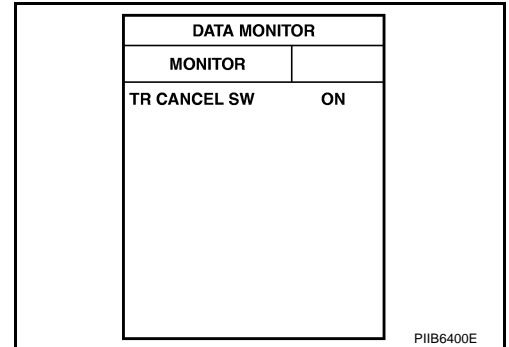 DATA MONITOR
MONITOR
TR CANCEL SW ON
PIIB6400E